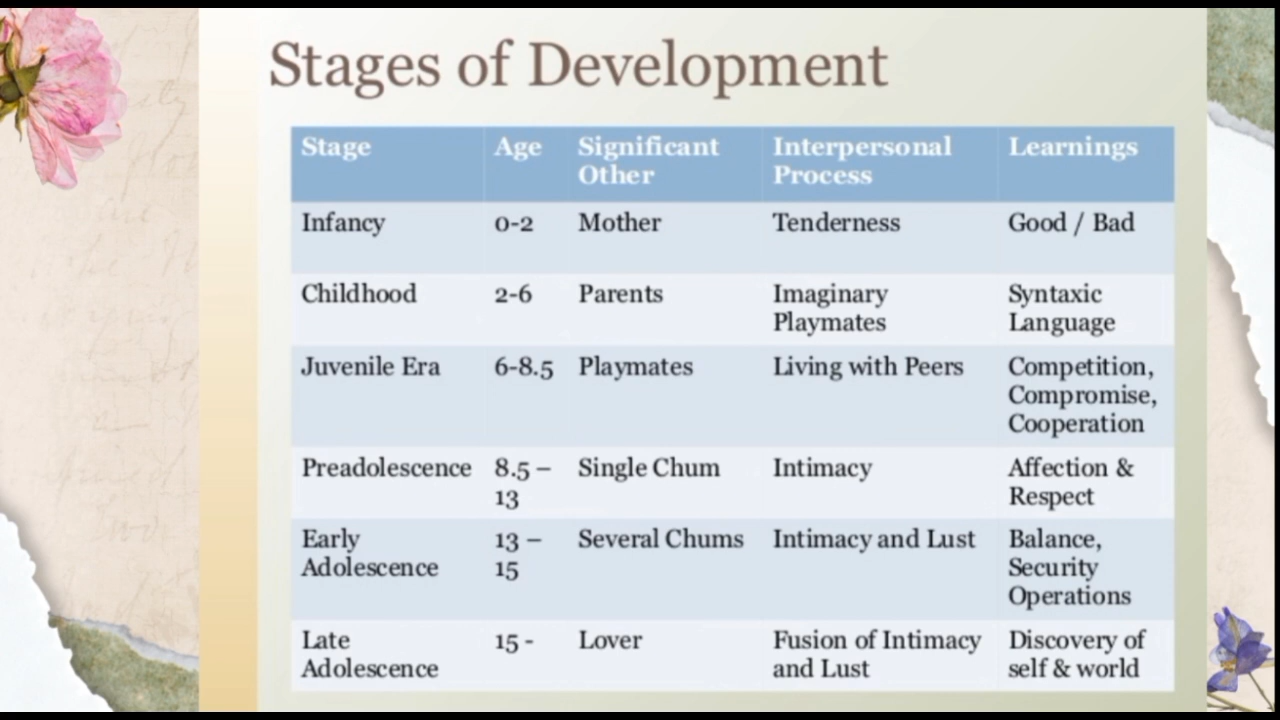 Stages of Development
Stage Age Significant Other Interpersonal Process Learnings
Infancy 0-2 Mother Tenderness Good / Bad
Childhood 2-6 Parents Imaginary Playmates Syntaxic Language
Juvenile Era 6-8.5 Playmates Living with Peers Competition, Compromise, Cooperation
Preadolescence 8.5 – 13 Single Chum Intimacy Affection & Respect
Early Adolescence 13 – 15 Several Chums Intimacy and Lust Balance, Security Operations
Late Adolescence 15 - Lover Fusion of Intimacy and Lust Discovery of self & world